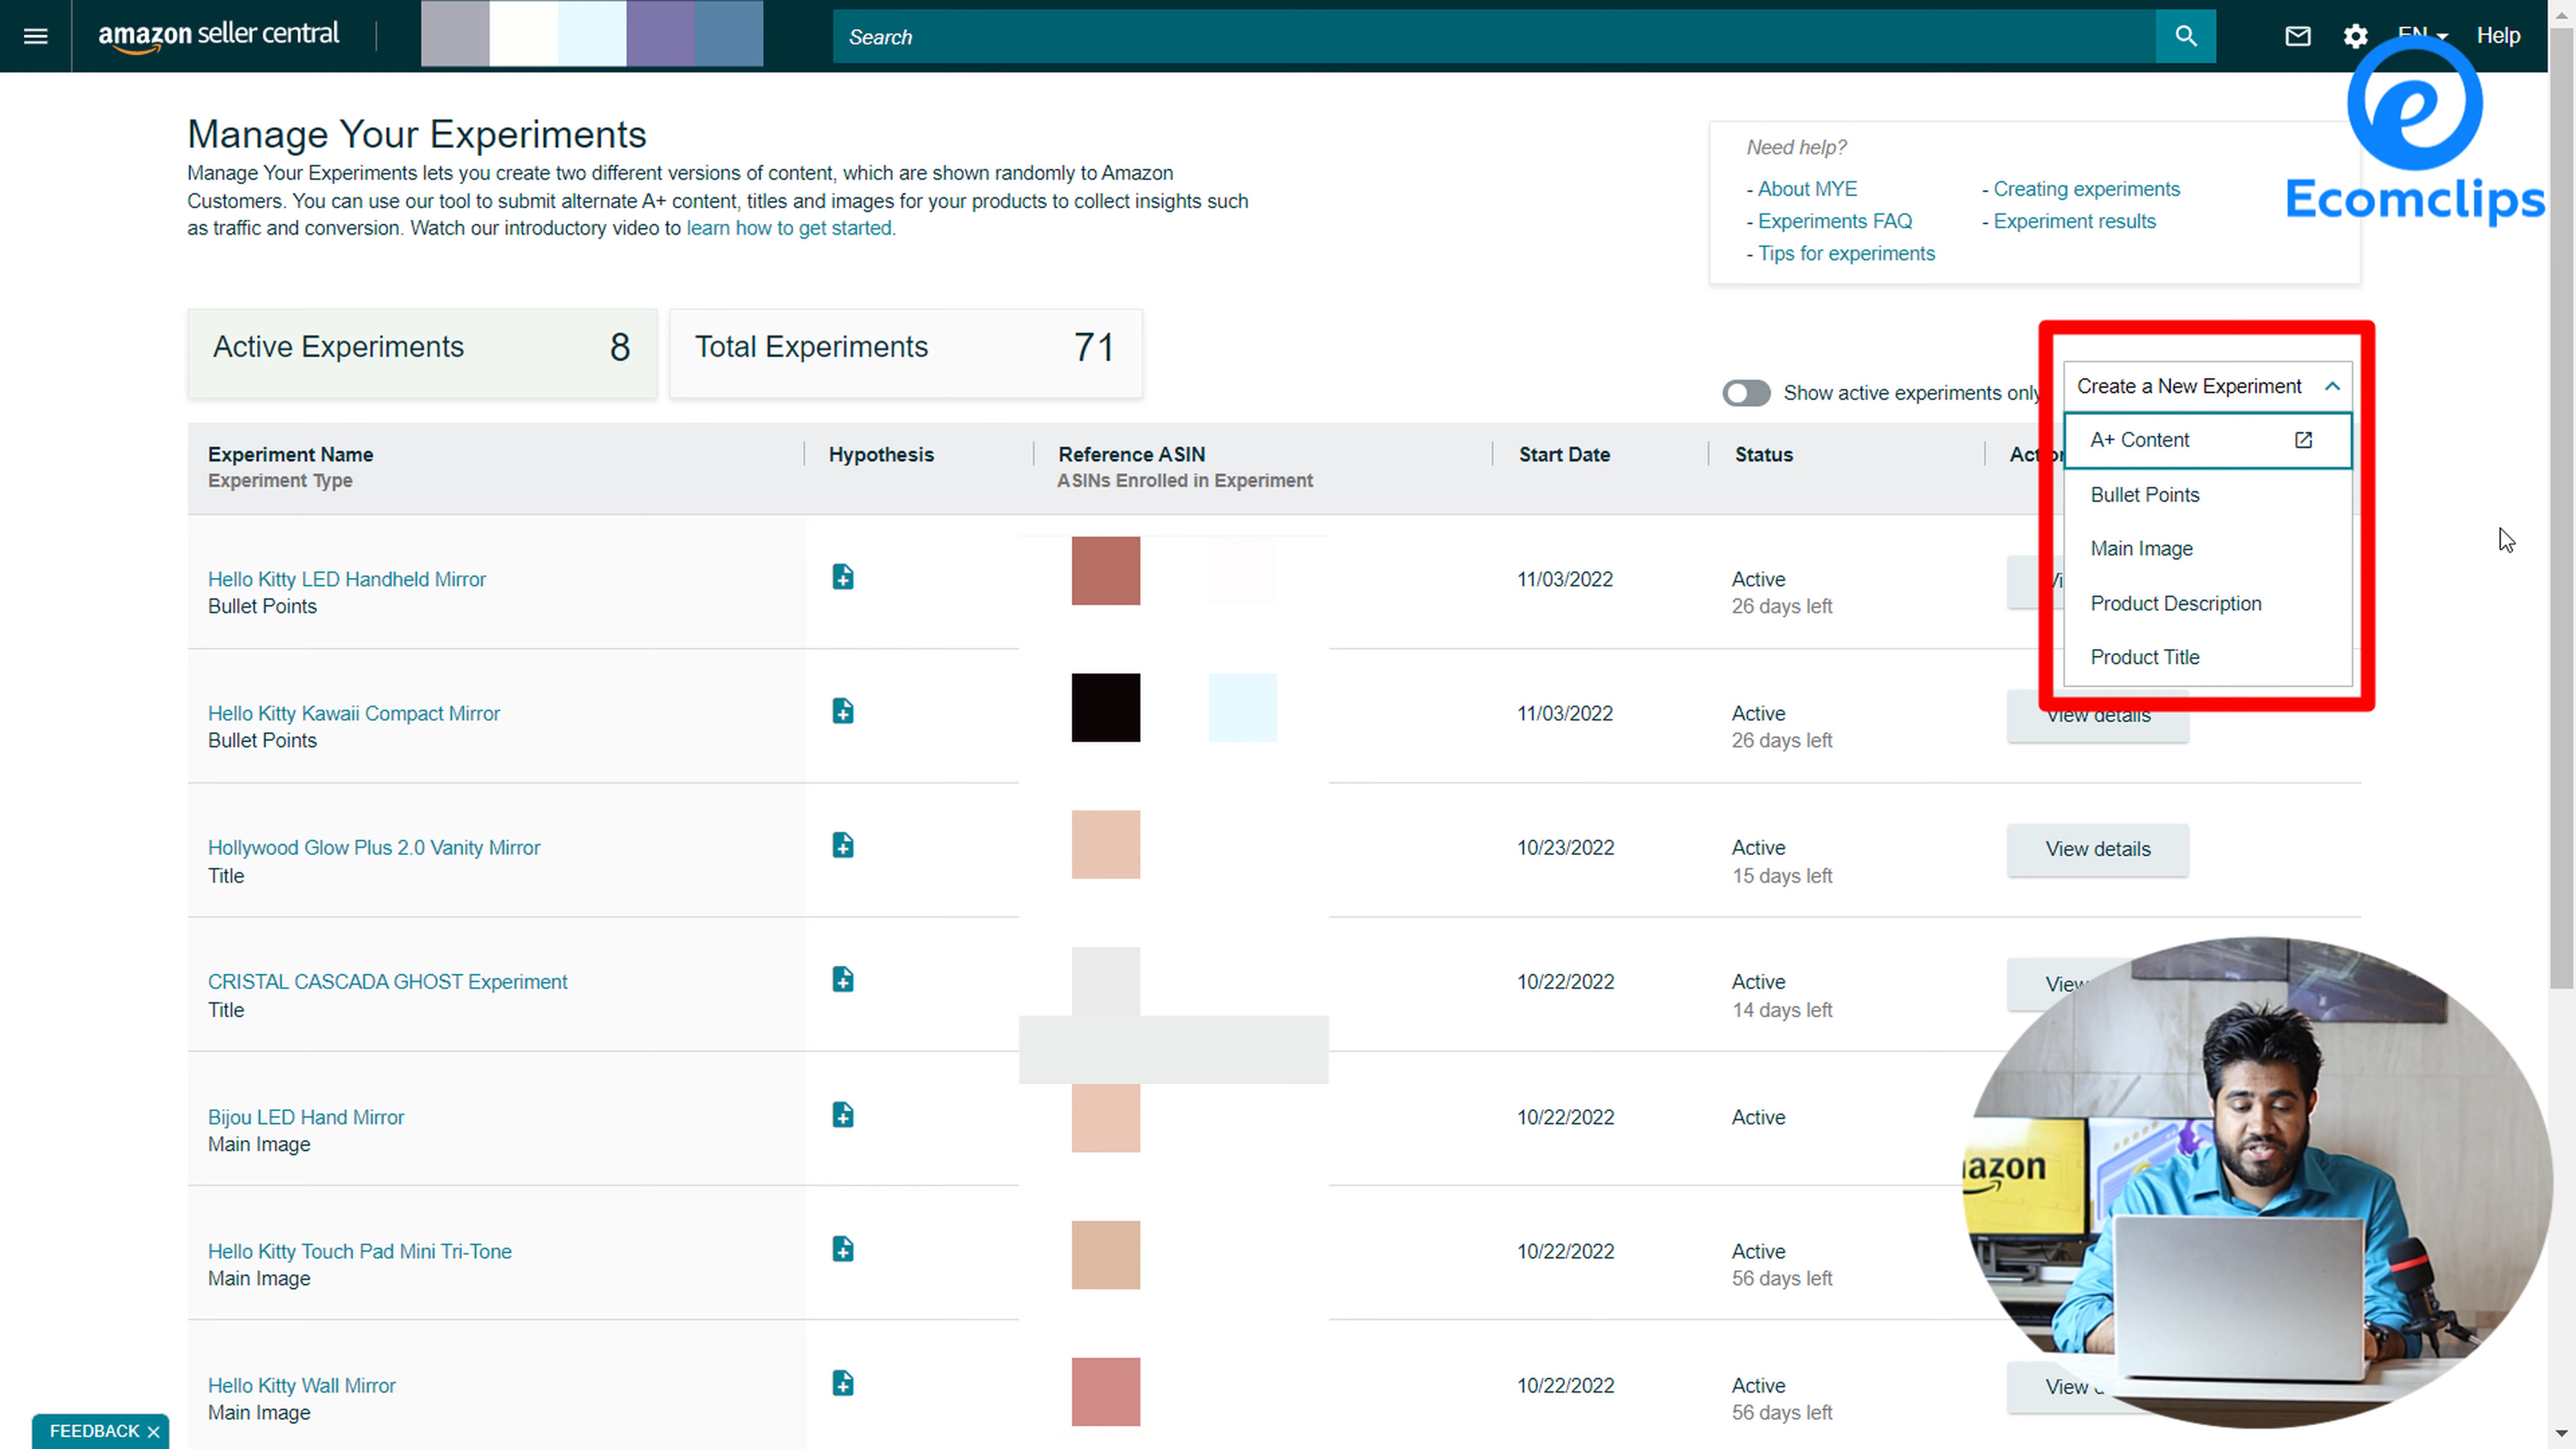 amazon seller central
Search
EN
Help
Ecomclips
Manage Your Experiments
Manage Your Experiments lets you create two different versions of content, which are shown randomly to Amazon
Customers. You can use our tool to submit alternate A+ content, titles and images for your products to collect insights such
as traffic and conversion. Watch our introductory video to learn how to get started.
Need help?
- About MYE
- Creating experiments
- Experiments FAQ
- Experiment results
- Tips for experiments
Active Experiments 8
Total Experiments 71
Show active experiments only
Create a New Experiment
A+ Content
Bullet Points
Main Image
Product Description
Product Title
Experiment Name
Experiment Type
Hypothesis
Reference ASIN
ASINs Enrolled in Experiment
Start Date
Status
Hello Kitty LED Handheld Mirror
Bullet Points
11/03/2022
Active
26 days left
Hello Kitty Kawaii Compact Mirror
Bullet Points
11/03/2022
Active
26 days left
View details
Hollywood Glow Plus 2.0 Vanity Mirror
Title
10/23/2022
Active
15 days left
View details
CRISTAL CASCADA GHOST Experiment
Title
10/22/2022
Active
14 days left
View
Bijou LED Hand Mirror
Main Image
10/22/2022
Active
Hello Kitty Touch Pad Mini Tri-Tone
Main Image
10/22/2022
Active
56 days left
Hello Kitty Wall Mirror
Main Image
10/22/2022
Active
56 days left
View
azon
FEEDBACK